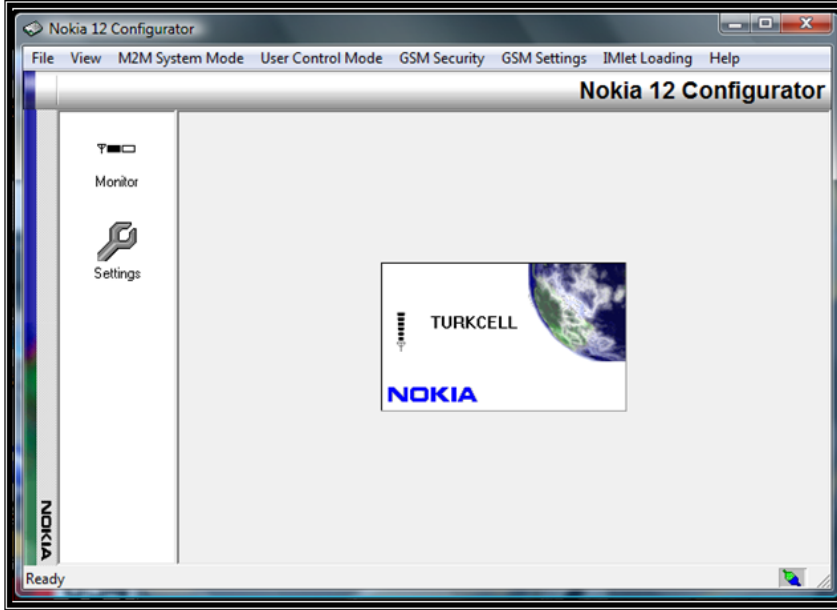 Nokia 12 Configurator
File View M2M System Mode User Control Mode GSM Security GSM Settings IMlet Loading Help
Nokia 12 Configurator
Monitor
Settings
TURKCELL
NOKIA
NOKIA
Ready